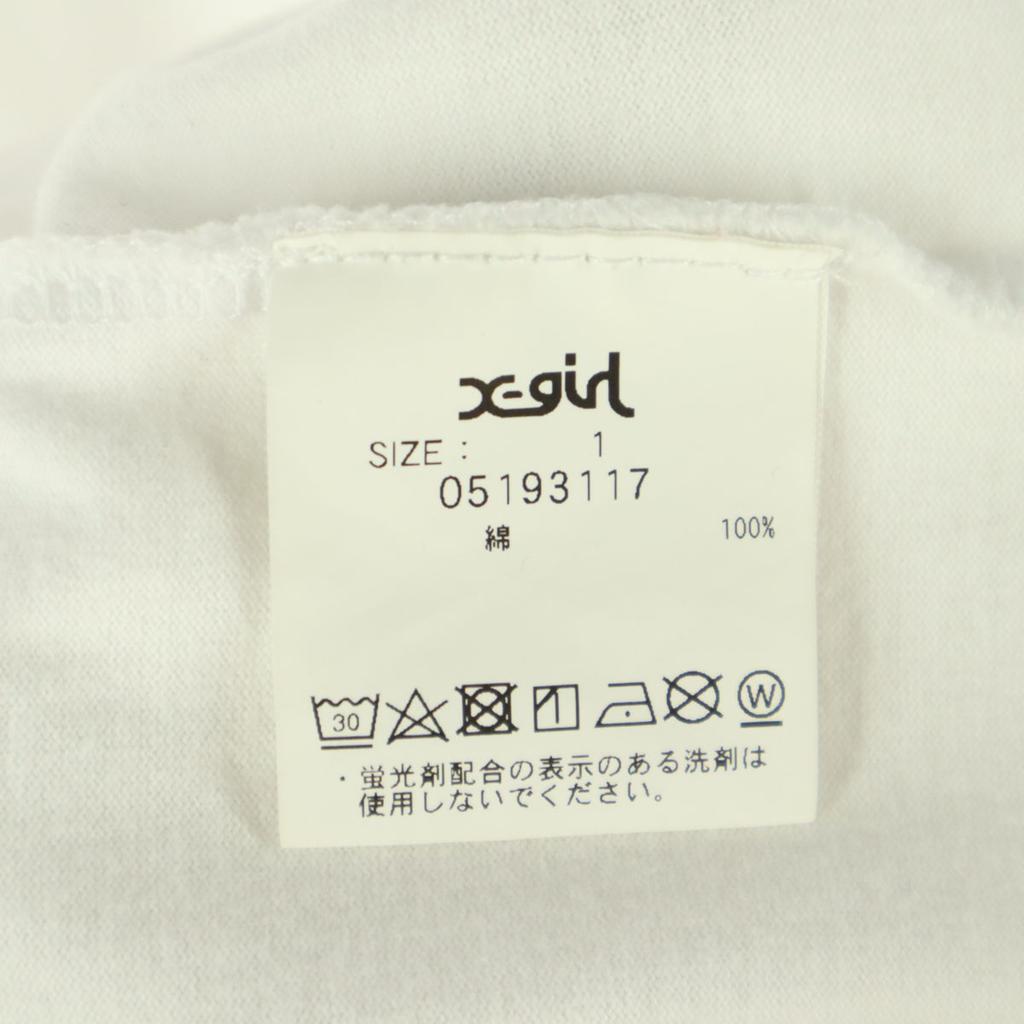 X-girl
SIZE : 1
05193117
綿 100%
30 W
・蛍光剤配合の表示のある洗剤は
使用しないでください。